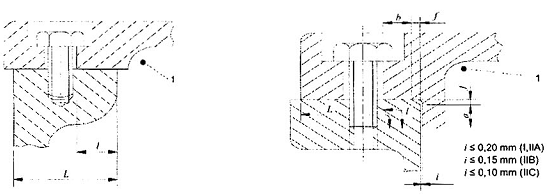 1
l
L
b
f
1
L
l
a
i ≤ 0,20 mm (I,IIA)
i ≤ 0,15 mm (IIB)
i ≤ 0,10 mm (IIC)
i